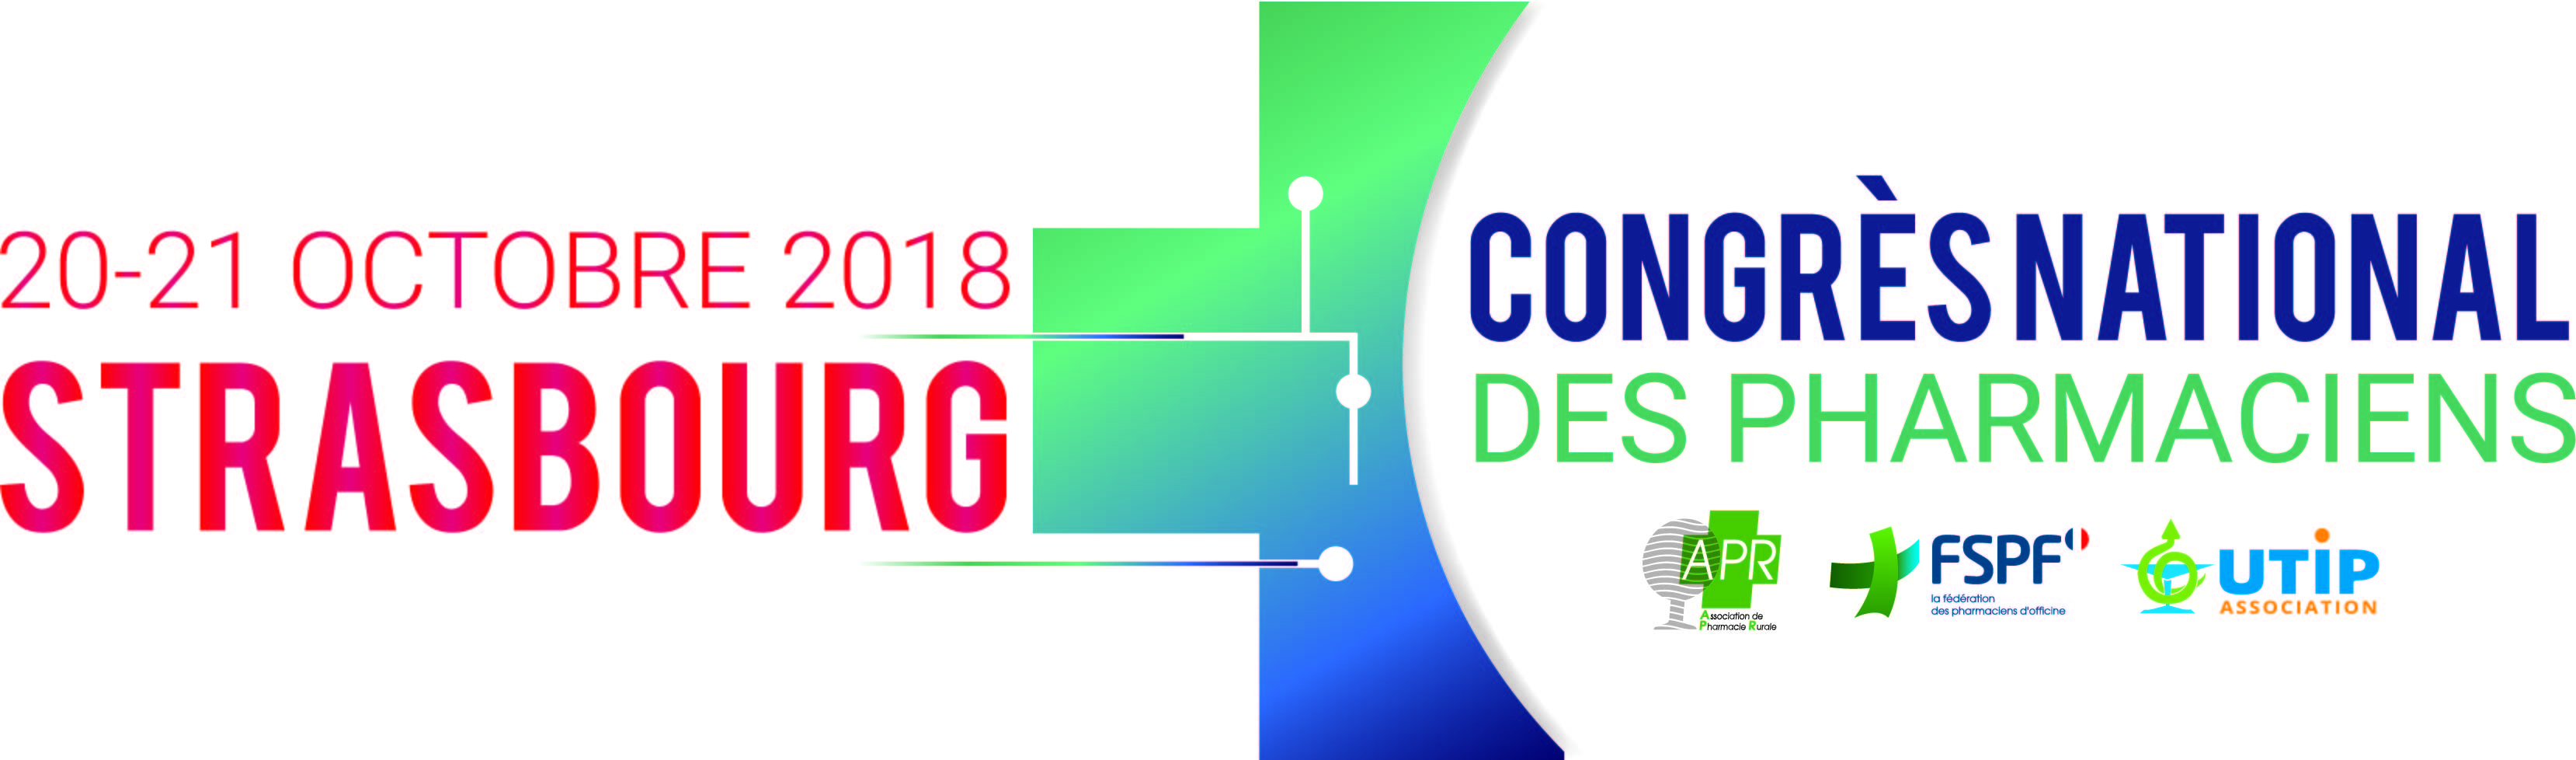 20-21 OCTOBRE 2018
STRASBOURG
CONGRÈS NATIONAL
DES PHARMACIENS
APR
Association de
Pharmacie Rurale
FSPF
la fédération
des pharmaciens d'officine
UTIP
ASSOCIATION